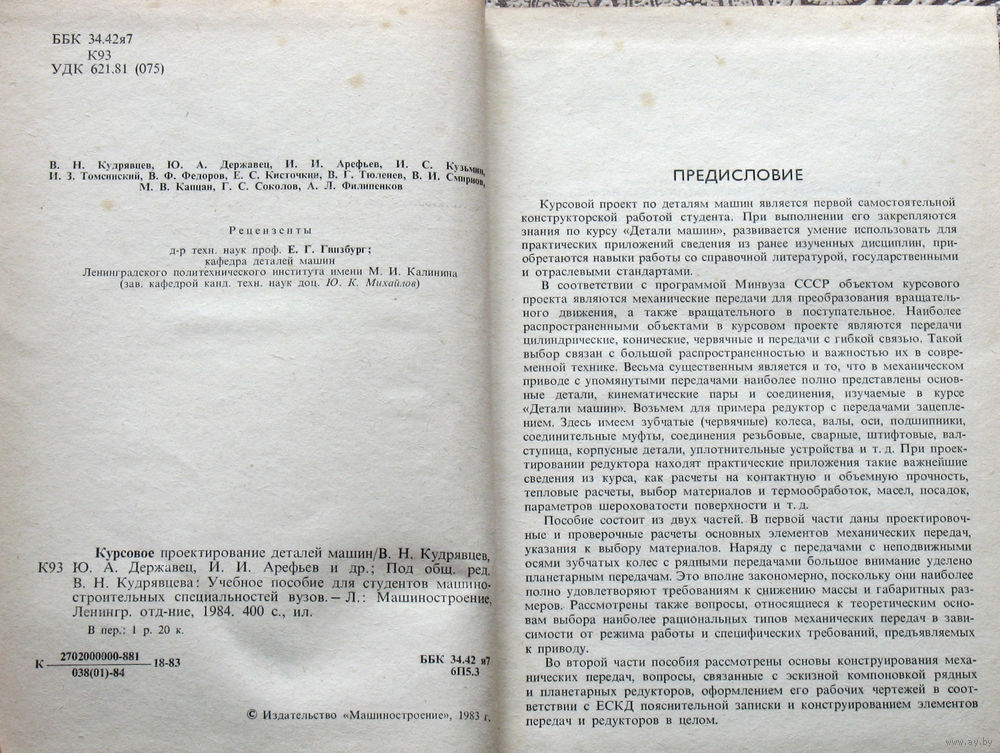 ББК 34.42я7
К93
УДК 621.81 (075)
В. Н. Кудрявцев, Ю. А. Державец, И. И. Арефьев, И. С. Кузьмин,
И. З. Томсинский, В. Ф. Федоров, Е. С. Кисточкин, В. Г. Тюленев, В. И. Смирнов,
М. В. Капцан, Г. С. Соколов, А. Л. Филипенков
Рецензенты
д-р техн. наук проф. Е. Г. Гинзбург;
кафедра деталей машин
Ленинградского политехнического института имени М. И. Калинина
(зав. кафедрой канд. техн. наук доц. Ю. К. Михайлов)
Курсовое проектирование деталей машин/В. Н. Кудрявцев,
К93 Ю. А. Державец, И. И. Арефьев и др.; Под общ. ред.
В. Н. Кудрявцева: Учебное пособие для студентов машино-
строительных специальностей вузов. — Л.: Машиностроение,
Ленингр. отд-ние, 1984. 400 с., ил.
В пер.: 1 р. 20 к.
К 2702000000-881 18-83
038(01)-84
ББК 34.42 я7
6П5.3
© Издательство «Машиностроение», 1983 г.
ПРЕДИСЛОВИЕ
Курсовой проект по деталям машин является первой самостоятельной
конструкторской работой студента. При выполнении его закрепляются
знания по курсу «Детали машин», развивается умение использовать для
практических приложений сведения из ранее изученных дисциплин, при-
обретаются навыки работы со справочной литературой, государственными
и отраслевыми стандартами.
В соответствии с программой Минвуза СССР объектом курсового
проекта являются механические передачи для преобразования вращатель-
ного движения, а также вращательного в поступательное. Наиболее
распространенными объектами в курсовом проекте являются передачи
цилиндрические, конические, червячные и передачи с гибкой связью. Такой
выбор связан с большой распространенностью и важностью их в совре-
менной технике. Весьма существенным является и то, что в механическом
приводе с упомянутыми передачами наиболее полно представлены основ-
ные детали, кинематические пары и соединения, изучаемые в курсе
«Детали машин». Возьмем для примера редуктор с передачами зацепле-
нием. Здесь имеем зубчатые (червячные) колеса, валы, оси, подшипники,
соединительные муфты, соединения резьбовые, сварные, штифтовые, вал-
ступица, корпусные детали, уплотнительные устройства и т. д. При проек-
тировании редуктора находят практические приложения такие важнейшие
сведения из курса, как расчеты на контактную и объемную прочность,
тепловые расчеты, выбор материалов и термообработок, масел, посадок,
параметров шероховатости поверхности и т. д.
Пособие состоит из двух частей. В первой части даны проектировоч-
ные и проверочные расчеты основных элементов механических передач,
указания к выбору материалов. Наряду с передачами с неподвижными
осями зубчатых колес с рядными передачами большое внимание уделено
планетарным передачам. Это вполне закономерно, поскольку они наиболее
полно удовлетворяют требованиям к снижению массы и габаритных раз-
меров. Рассмотрены также вопросы, относящиеся к теоретическим осно-
вам выбора наиболее рациональных типов механических передач в зави-
симости от режима работы и специфических требований, предъявляемых
к приводу.
Во второй части пособия рассмотрены основы конструирования меха-
нических передач, вопросы, связанные с эскизной компоновкой рядных
и планетарных редукторов, оформлением его рабочих чертежей в соответ-
ствии с ЕСКД пояснительной записки и конструированием элементов
передач и редукторов в целом.
www.ay.by